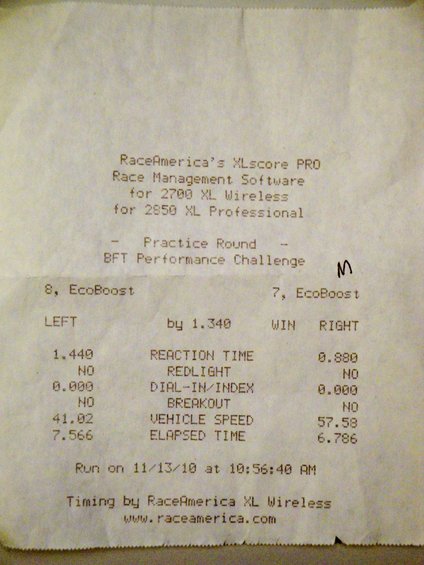 RaceAmerica's XLscore PRO
Race Management Software
for 2700 XL Wireless
for 2850 XL Professional
- Practice Round -
BFT Performance Challenge
M
8, EcoBoost 7, EcoBoost
LEFT by 1.340 WIN RIGHT
1.440 REACTION TIME 0.880
NO REDLIGHT NO
0.000 DIAL-IN/INDEX 0.000
NO BREAKOUT NO
41.02 VEHICLE SPEED 57.58
7.566 ELAPSED TIME 6.786
Run on 11/13/10 at 10:56:40 AM
Timing by RaceAmerica XL Wireless
www.raceamerica.com